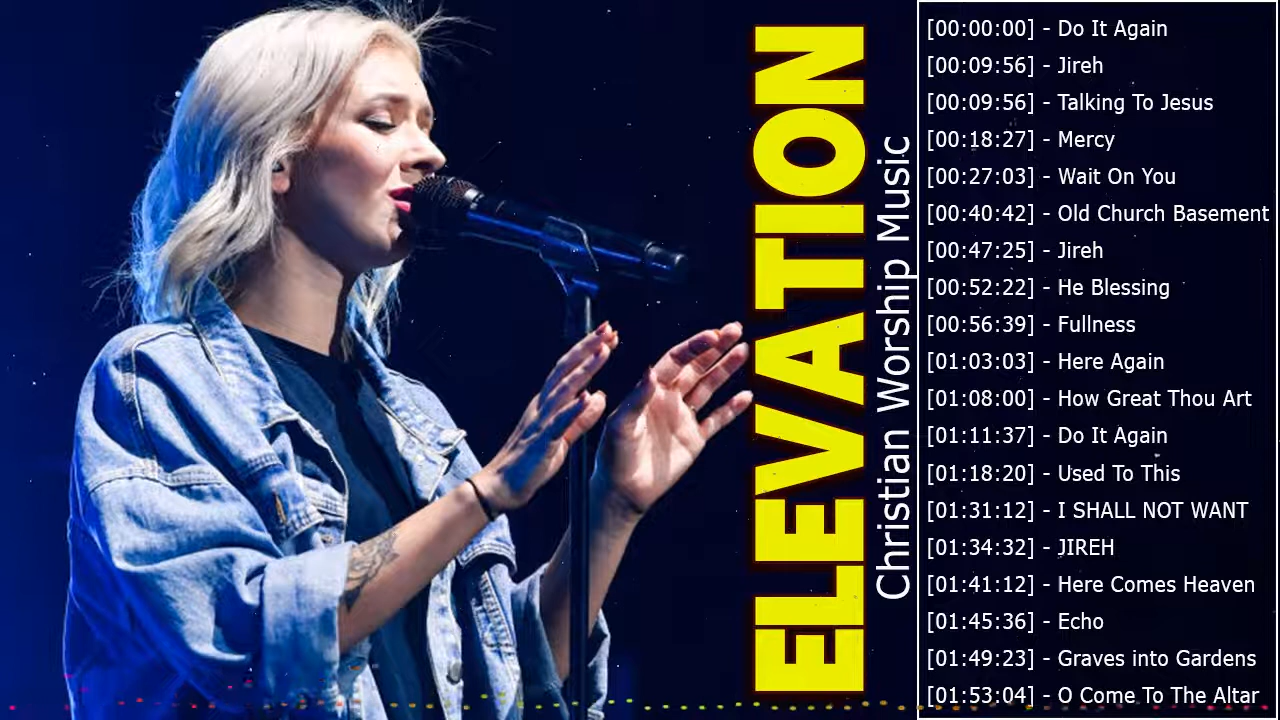 ELEVATION
Christian Worship Music
[00:00:00] - Do It Again
[00:09:56] - Jireh
[00:09:56] - Talking To Jesus
[00:18:27] - Mercy
[00:27:03] - Wait On You
[00:40:42] - Old Church Basement
[00:47:25] - Jireh
[00:52:22] - He Blessing
[00:56:39] - Fullness
[01:03:03] - Here Again
[01:08:00] - How Great Thou Art
[01:11:37] - Do It Again
[01:18:20] - Used To This
[01:31:12] - I SHALL NOT WANT
[01:34:32] - JIREH
[01:41:12] - Here Comes Heaven
[01:45:36] - Echo
[01:49:23] - Graves into Gardens
[01:53:04] - O Come To The Altar